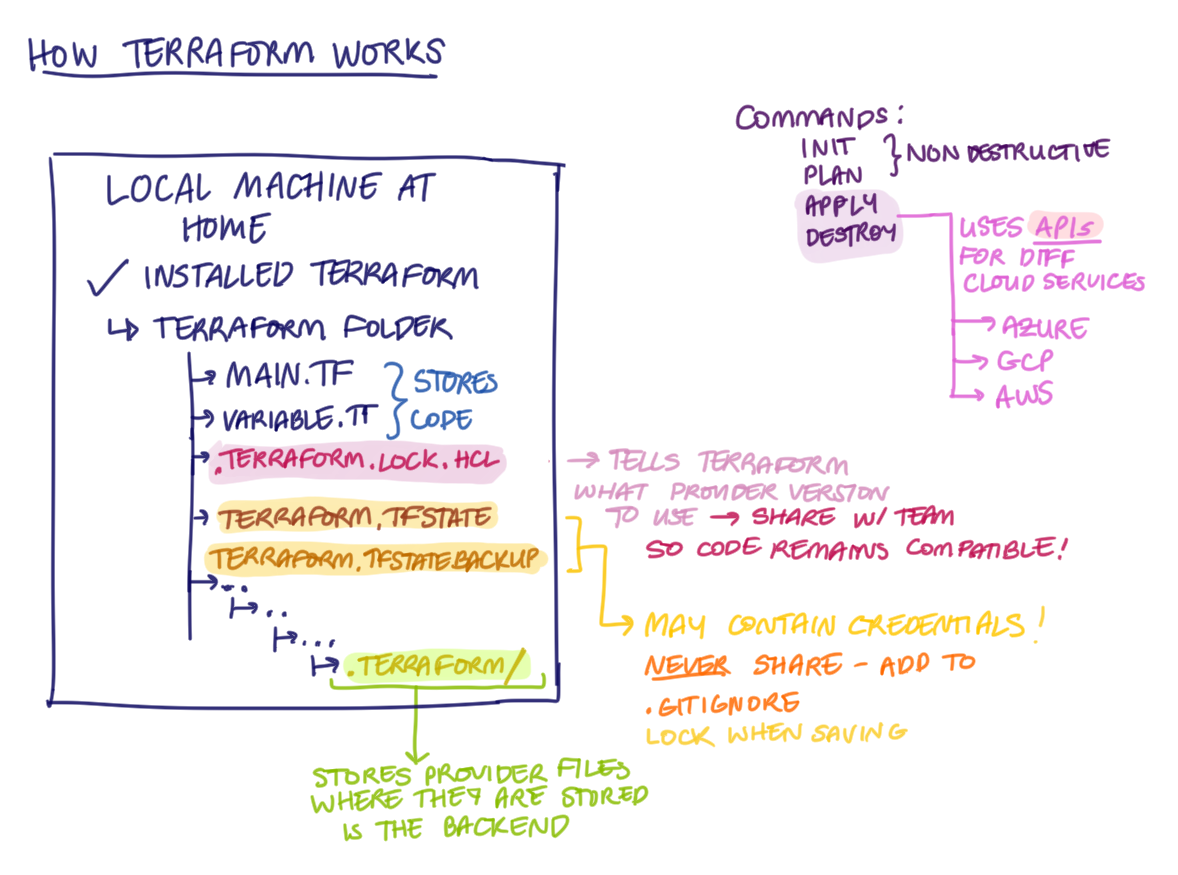 HOW TERRAFORM WORKS
LOCAL MACHINE AT
HOME
✓ INSTALLED TERRAFORM
↳ TERRAFORM FOLDER
→ MAIN.TF
→ VARIABLE.TF
} STORES
CODE
→ .TERRAFORM.LOCK.HCL
→ TERRAFORM.TFSTATE
TERRAFORM.TFSTATE.BACKUP
→ ..
→ ..
→ ...
→ .TERRAFORM/
STORES PROVIDER FILES
WHERE THEY ARE STORED
IS THE BACKEND
COMMANDS:
INIT
PLAN
} NON DESTRUCTIVE
APPLY
DESTROY
USES APIs
FOR DIFF
CLOUD SERVICES
→ AZURE
→ GCP
→ AWS
→ TELLS TERRAFORM
WHAT PROVIDER VERSION
TO USE → SHARE W/ TEAM
SO CODE REMAINS COMPATIBLE!
→ MAY CONTAIN CREDENTIALS!
NEVER SHARE - ADD TO
.GITIGNORE
LOCK WHEN SAVING